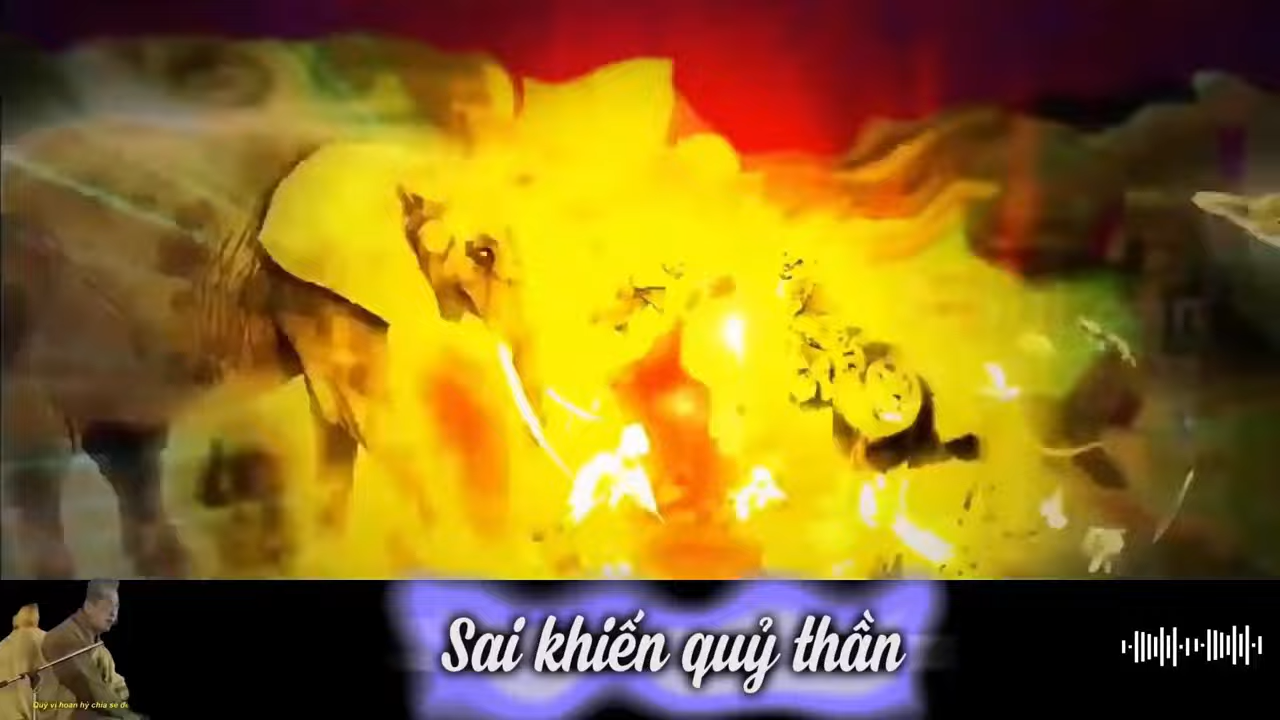 Sai khiến quỷ thần
Quý vị hoan hỷ chia sẻ